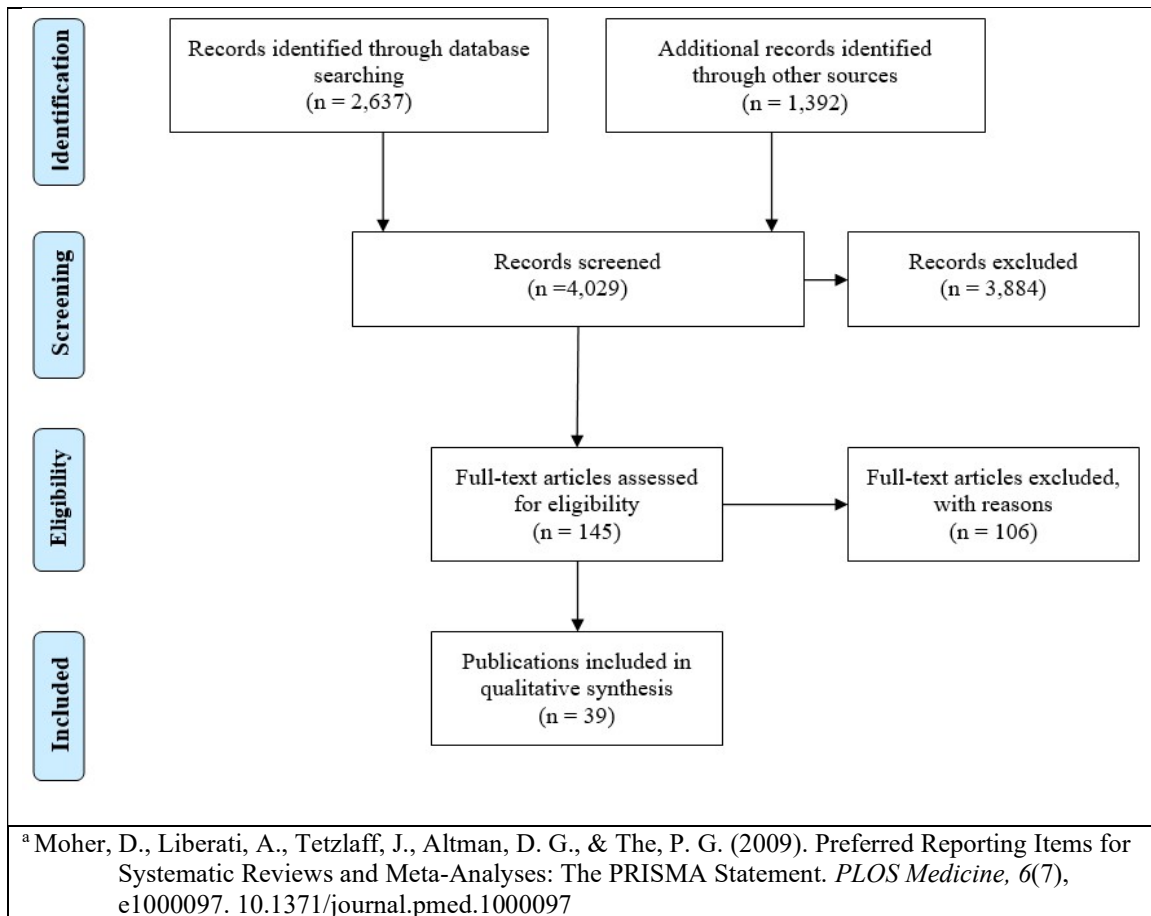 Identification
Records identified through database
searching
(n = 2,637)
Additional records identified
through other sources
(n = 1,392)
Screening
Records screened
(n =4,029)
Records excluded
(n = 3,884)
Eligibility
Full-text articles assessed
for eligibility
(n = 145)
Full-text articles excluded,
with reasons
(n = 106)
Included
Publications included in
qualitative synthesis
(n = 39)
a Moher, D., Liberati, A., Tetzlaff, J., Altman, D. G., & The, P. G. (2009). Preferred Reporting Items for
Systematic Reviews and Meta-Analyses: The PRISMA Statement. PLOS Medicine, 6(7),
e1000097. 10.1371/journal.pmed.1000097